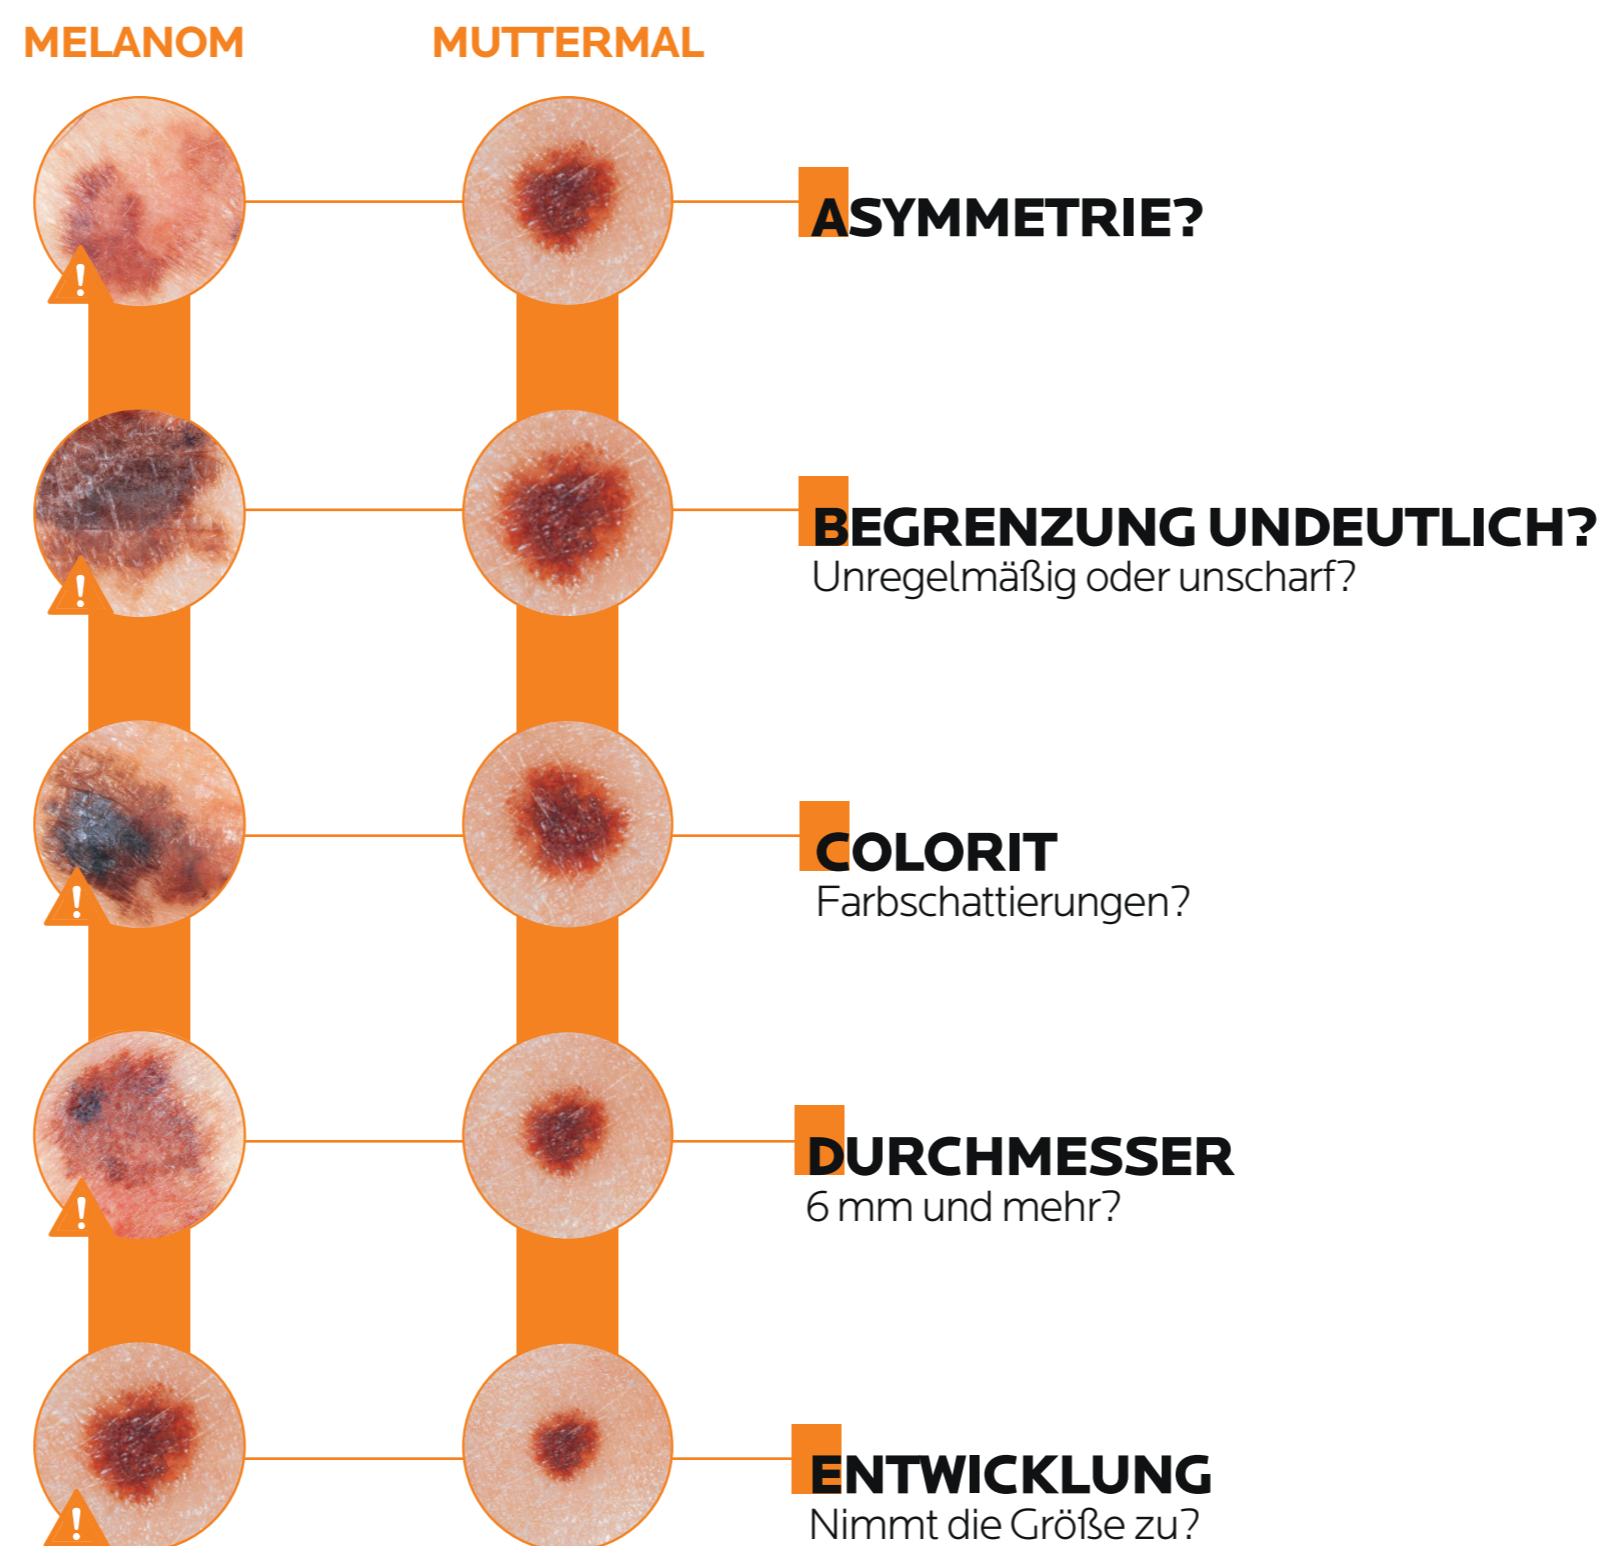 MELANOM
MUTTERMAL
ASYMMETRIE?
BEGRENZUNG UNDEUTLICH?
Unregelmäßig oder unscharf?
COLORIT
Farbschattierungen?
DURCHMESSER
6 mm und mehr?
ENTWICKLUNG
Nimmt die Größe zu?